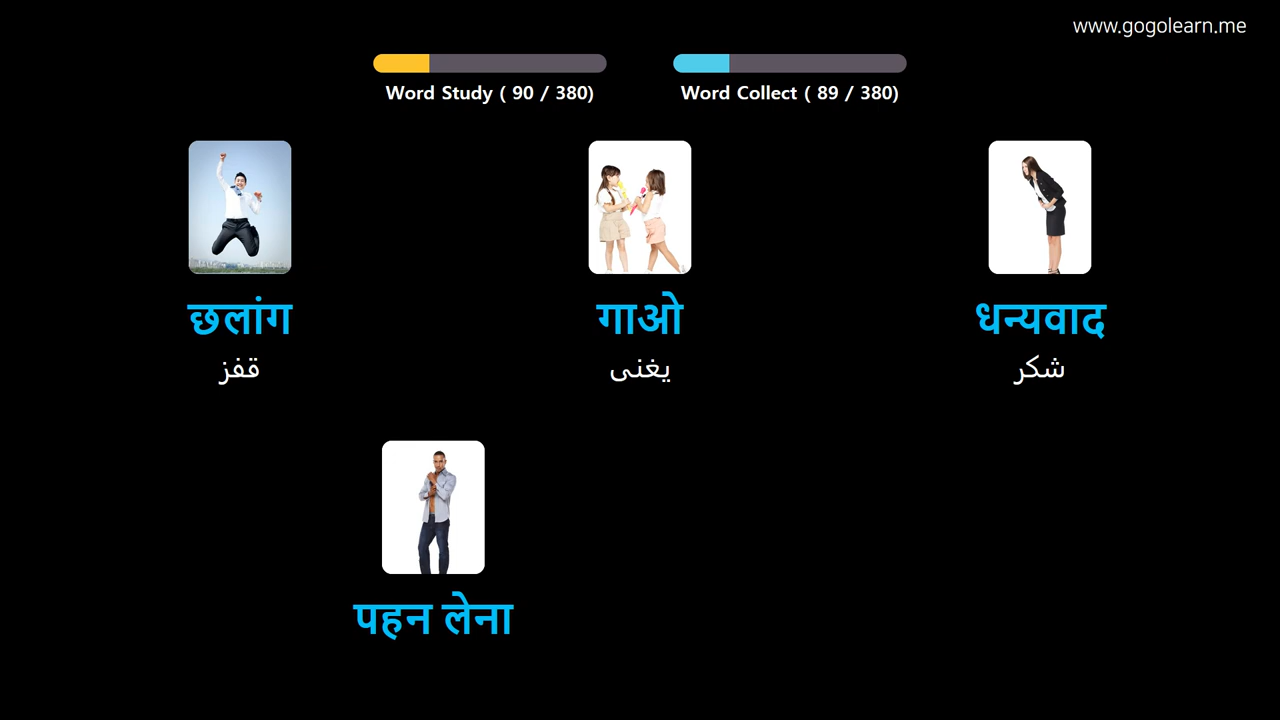 www.gogolearn.me
Word Study ( 90 / 380)
Word Collect ( 89 / 380)
छलांग
गाओ
धन्यवाद
قفز
يغنى
شكر
पहन लेना